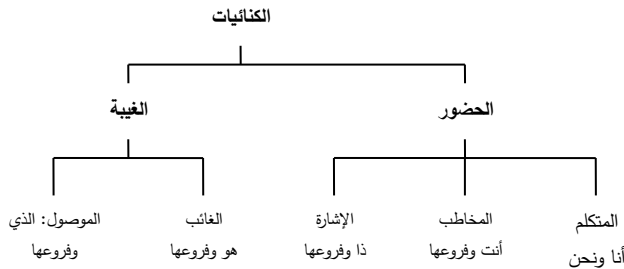 الكنائيات
الحضور
الغيبة
المتكلم
أنا ونحن
المخاطب
أنت وفروعها
الإشارة
ذا وفروعها
الغائب
هو وفروعها
الموصول: الذي
وفروعها